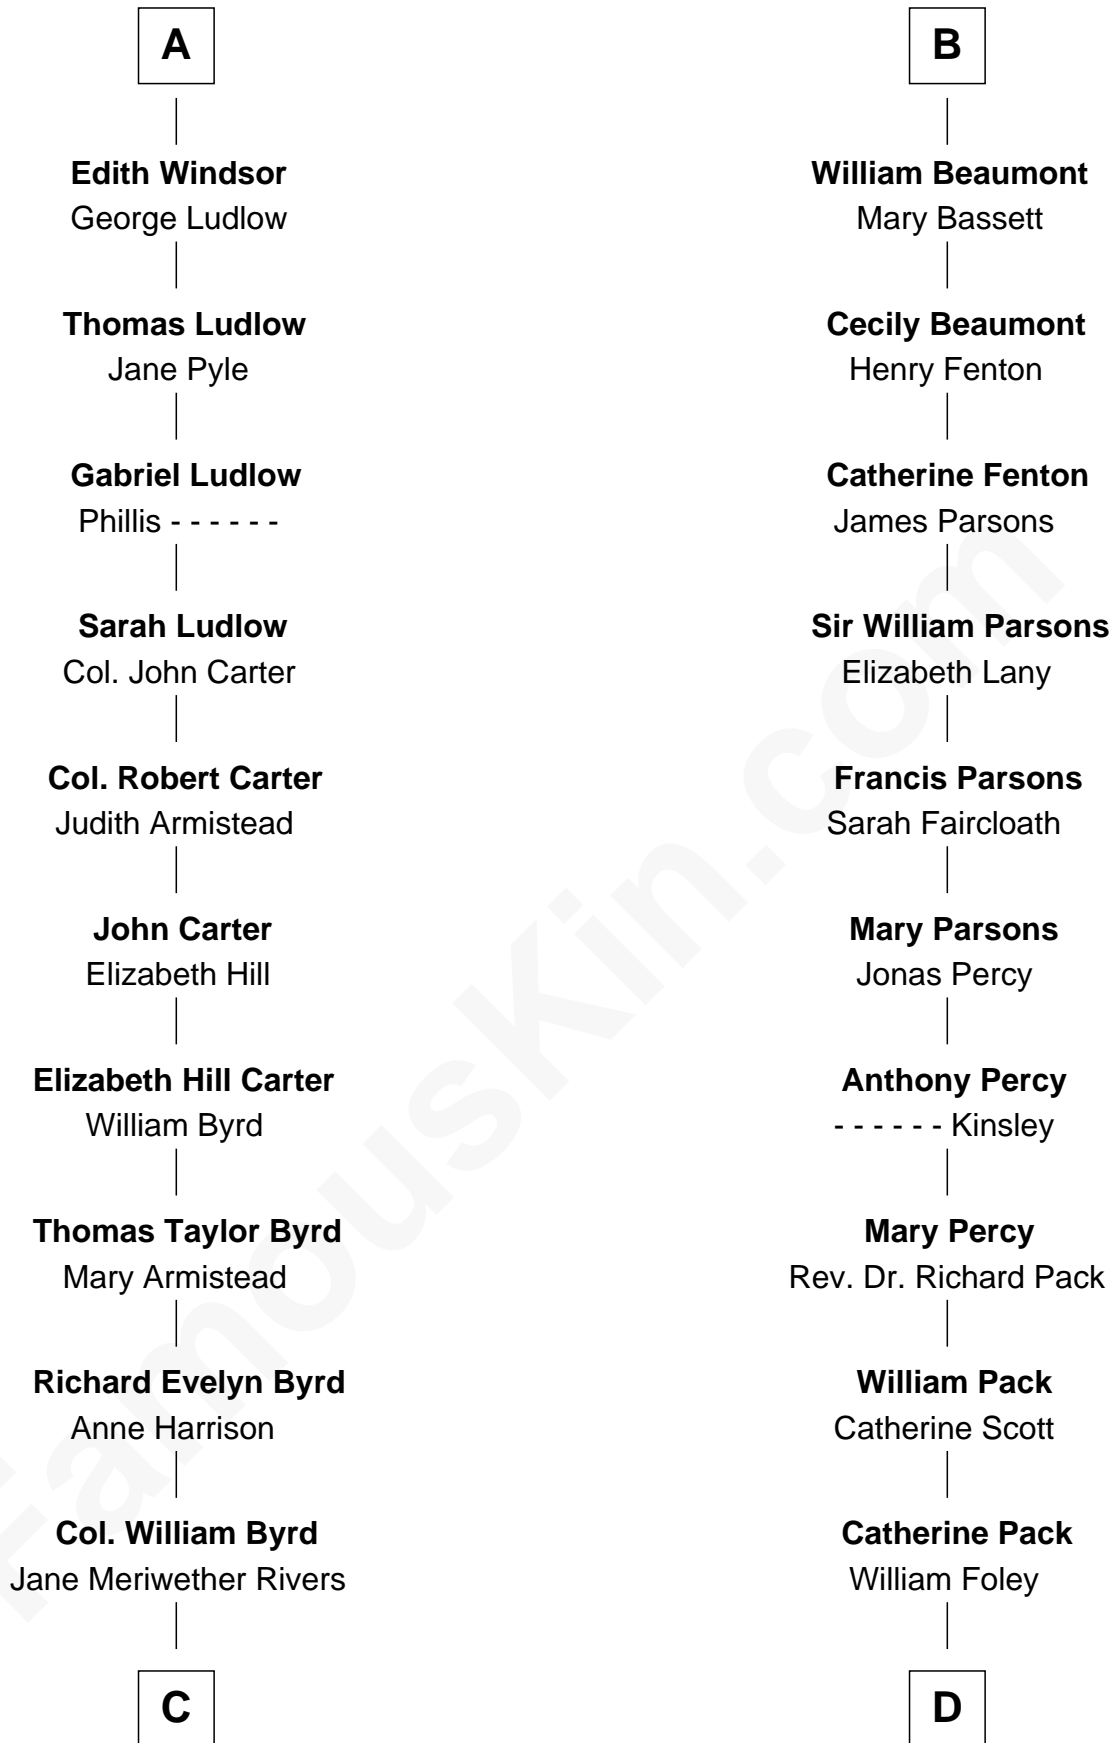 A
Edith Windsor
George Ludlow
Thomas Ludlow
Jane Pyle
Gabriel Ludlow
Phillis - - - - - -
Sarah Ludlow
Col. John Carter
Col. Robert Carter
Judith Armistead
John Carter
Elizabeth Hill
Elizabeth Hill Carter
William Byrd
Thomas Taylor Byrd
Mary Armistead
Richard Evelyn Byrd
Anne Harrison
Col. William Byrd
Jane Meriwether Rivers
C
B
William Beaumont
Mary Bassett
Cecily Beaumont
Henry Fenton
Catherine Fenton
James Parsons
Sir William Parsons
Elizabeth Lany
Francis Parsons
Sarah Faircloath
Mary Parsons
Jonas Percy
Anthony Percy
- - - - - - Kinsley
Mary Percy
Rev. Dr. Richard Pack
William Pack
Catherine Scott
Catherine Pack
William Foley
D
FamousKin.com